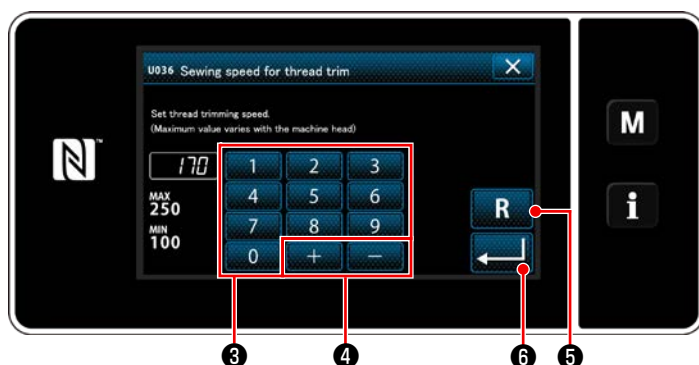 U036 Sewing speed for thread trim
Set thread trimming speed.
(Maximum value varies with the machine head)
170
1 2 3
MAX
250
4 5 6
MIN
100
7 8 9
0 + −
R
M
i
N
™
❸ ❹ ❻ ❺